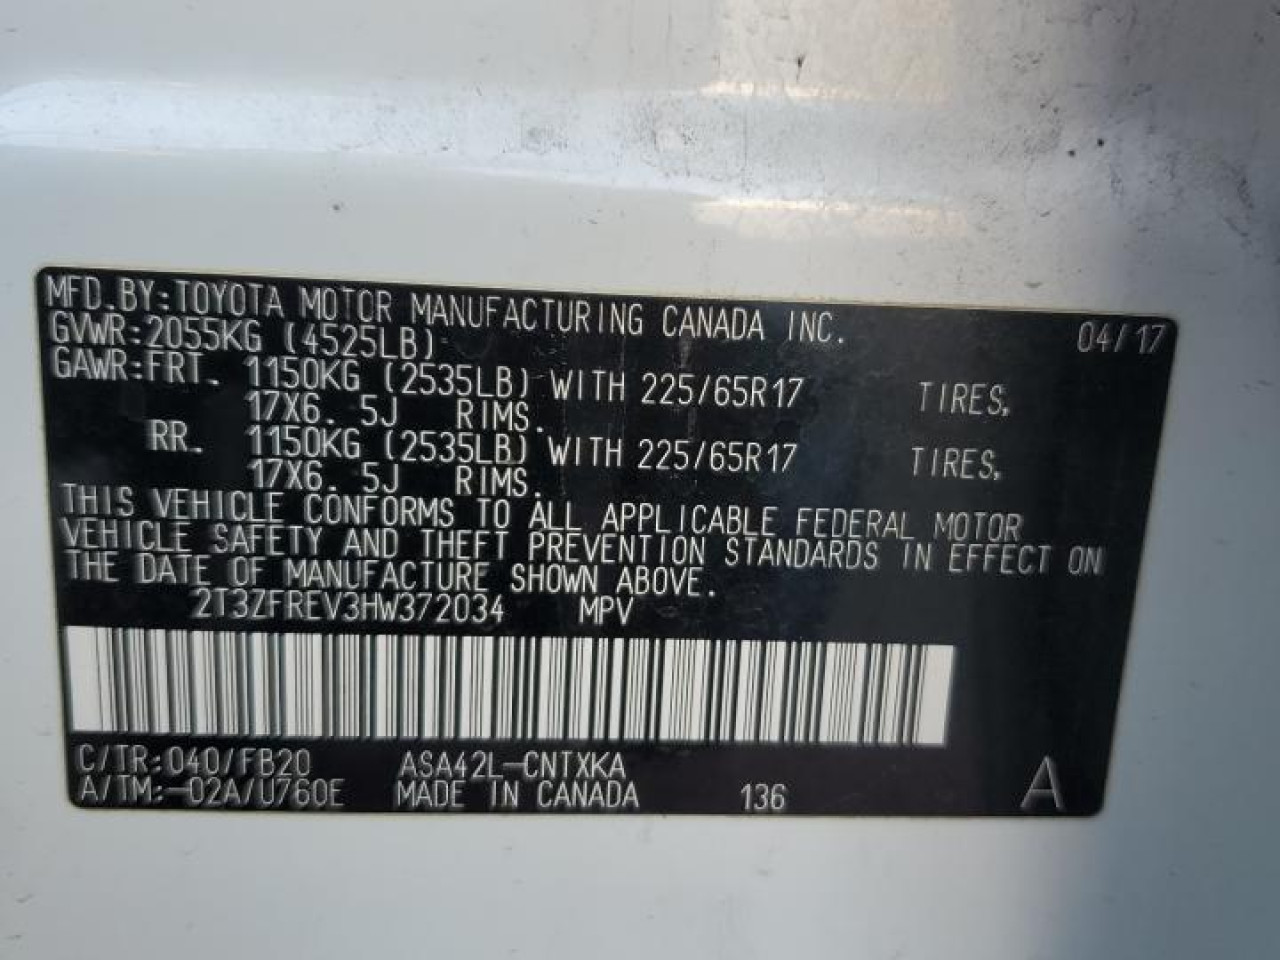 MFD.BY:TOYOTA MOTOR MANUFACTURING CANADA INC. 04/17
GVWR:2055KG (4525LB)
GAWR:FRT. 1150KG (2535LB) WITH 225/65R17 TIRES,
17X6. 5J RIMS.
RR. 1150KG (2535LB) WITH 225/65R17 TIRES,
17X6. 5J RIMS.
THIS VEHICLE CONFORMS TO ALL APPLICABLE FEDERAL MOTOR
VEHICLE SAFETY AND THEFT PREVENTION STANDARDS IN EFFECT ON
THE DATE OF MANUFACTURE SHOWN ABOVE.
2T3ZFREV3HW372034 MPV
C/TR:040/FB20 ASA42L-CNTXKA
A/TM:-02A/U760E MADE IN CANADA 136 A